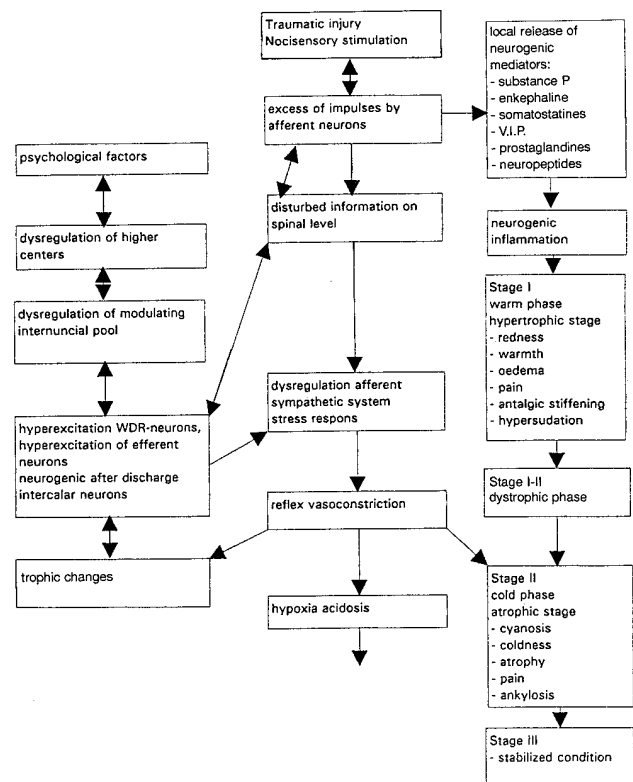 Traumatic injury
Nocisensory stimulation
excess of impulses by
afferent neurons
local release of
neurogenic
mediators:
- substance P
- enkephaline
- somatostatines
- V.I.P.
- prostaglandines
- neuropeptides
psychological factors
disturbed information on
spinal level
neurogenic
inflammation
dysregulation of higher
centers
Stage I
warm phase
hypertrophic stage
- redness
- warmth
- oedema
- pain
- antalgic stiffening
- hypersudation
dysregulation of modulating
internuncial pool
dysregulation afferent
sympathetic system
stress respons
hyperexcitation WDR-neurons,
hyperexcitation of efferent
neurons
neurogenic after discharge
intercalar neurons
Stage I-II
dystrophic phase
reflex vasoconstriction
trophic changes
hypoxia acidosis
Stage II
cold phase
atrophic stage
- cyanosis
- coldness
- atrophy
- pain
- ankylosis
Stage III
- stabilized condition